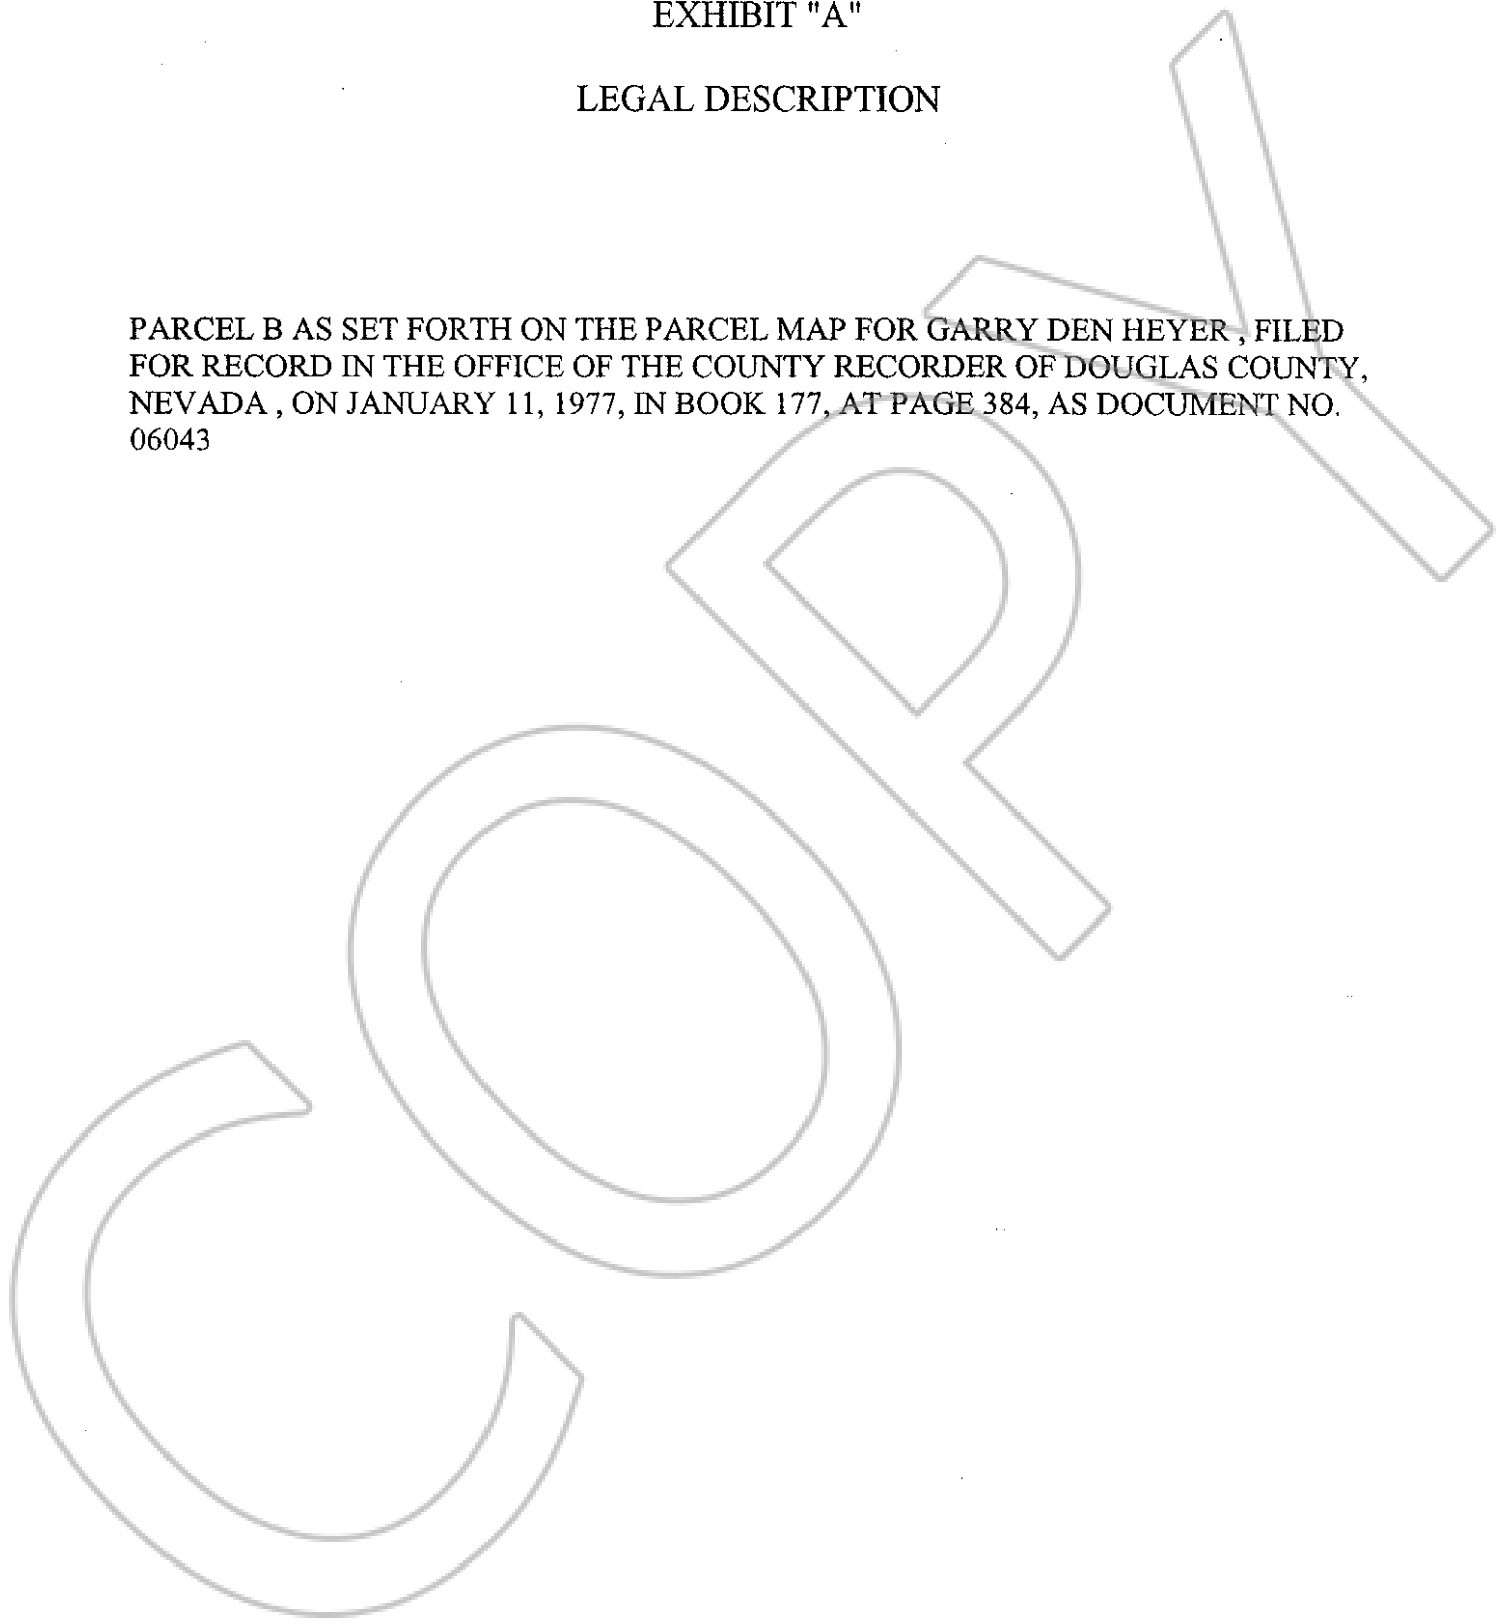 EXHIBIT "A"
LEGAL DESCRIPTION
PARCEL B AS SET FORTH ON THE PARCEL MAP FOR GARRY DEN HEYER , FILED
FOR RECORD IN THE OFFICE OF THE COUNTY RECORDER OF DOUGLAS COUNTY,
NEVADA , ON JANUARY 11, 1977, IN BOOK 177, AT PAGE 384, AS DOCUMENT NO.
06043
COPY